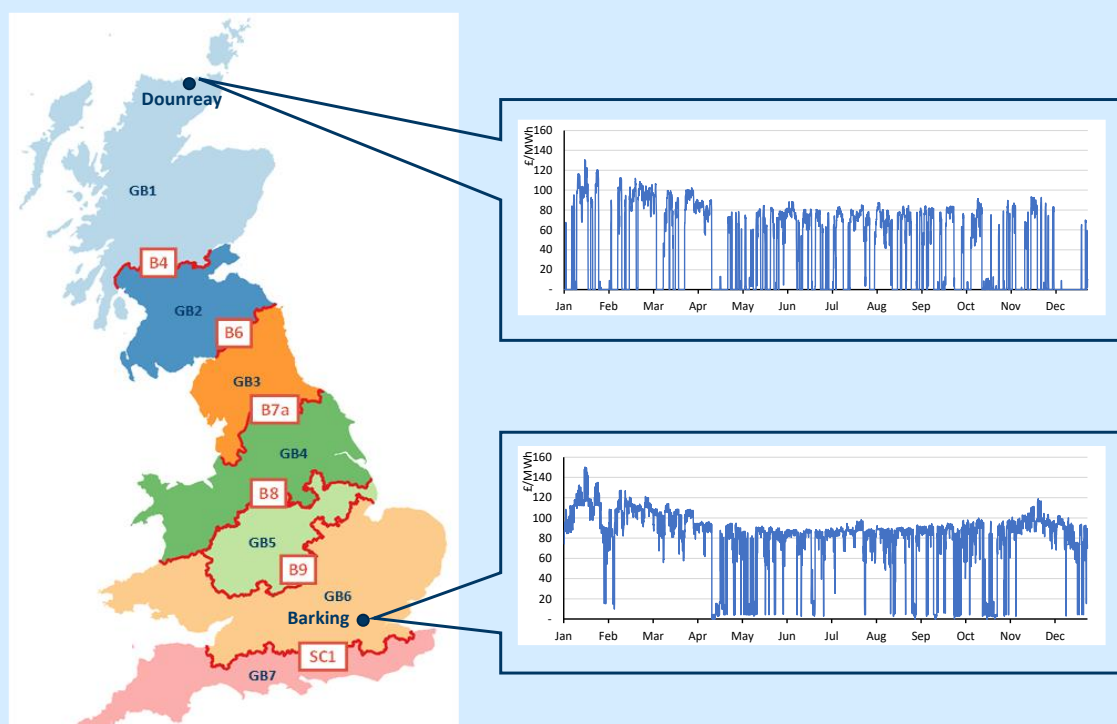 Dounreay
GB1
B4
GB2
B6
GB3
B7a
GB4
B8
GB5
B9
GB6
Barking
SC1
GB7
£/MWh
160
140
120
100
80
60
40
20
-
Jan Feb Mar Apr May Jun Jul Aug Sep Oct Nov Dec
£/MWh
160
140
120
100
80
60
40
20
-
Jan Feb Mar Apr May Jun Jul Aug Sep Oct Nov Dec